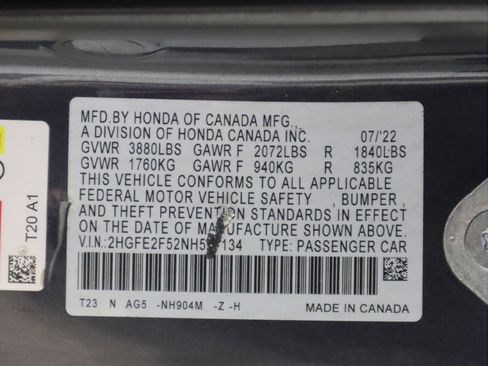 MFD.BY HONDA OF CANADA MFG.,
A DIVISION OF HONDA CANADA INC. 07/'22
GVWR 3880LBS GAWR F 2072LBS R 1840LBS
GVWR 1760KG GAWR F 940KG R 835KG
THIS VEHICLE CONFORMS TO ALL APPLICABLE
FEDERAL MOTOR VEHICLE SAFETY , BUMPER ,
AND THEFT PREVENTION STANDARDS IN EFFECT
ON THE DATE OF MANUFACTURE SHOWN ABOVE.
V.I.N.: TYPE: PASSENGER CAR
T23 N AG5 -NH904M -Z -H
MADE IN CANADA
T20 A1